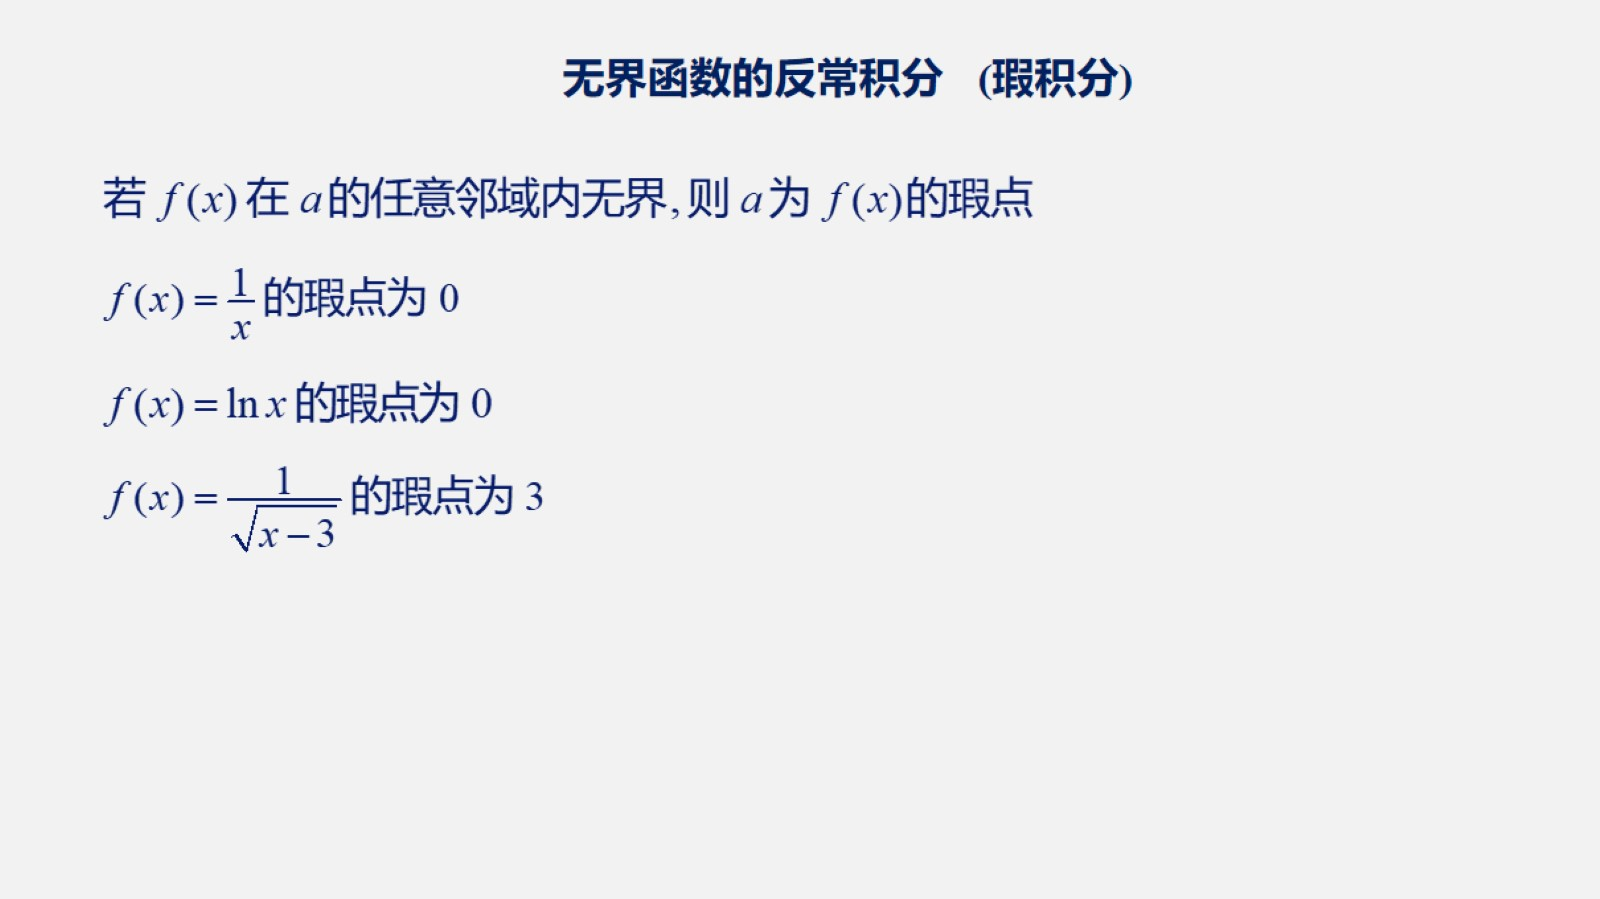 无界函数的反常积分 (瑕积分)
若 f(x) 在 a 的任意邻域内无界, 则 a 为 f(x) 的瑕点
f(x) = 1/x 的瑕点为 0
f(x) = ln x 的瑕点为 0
f(x) = 1/√(x−3) 的瑕点为 3